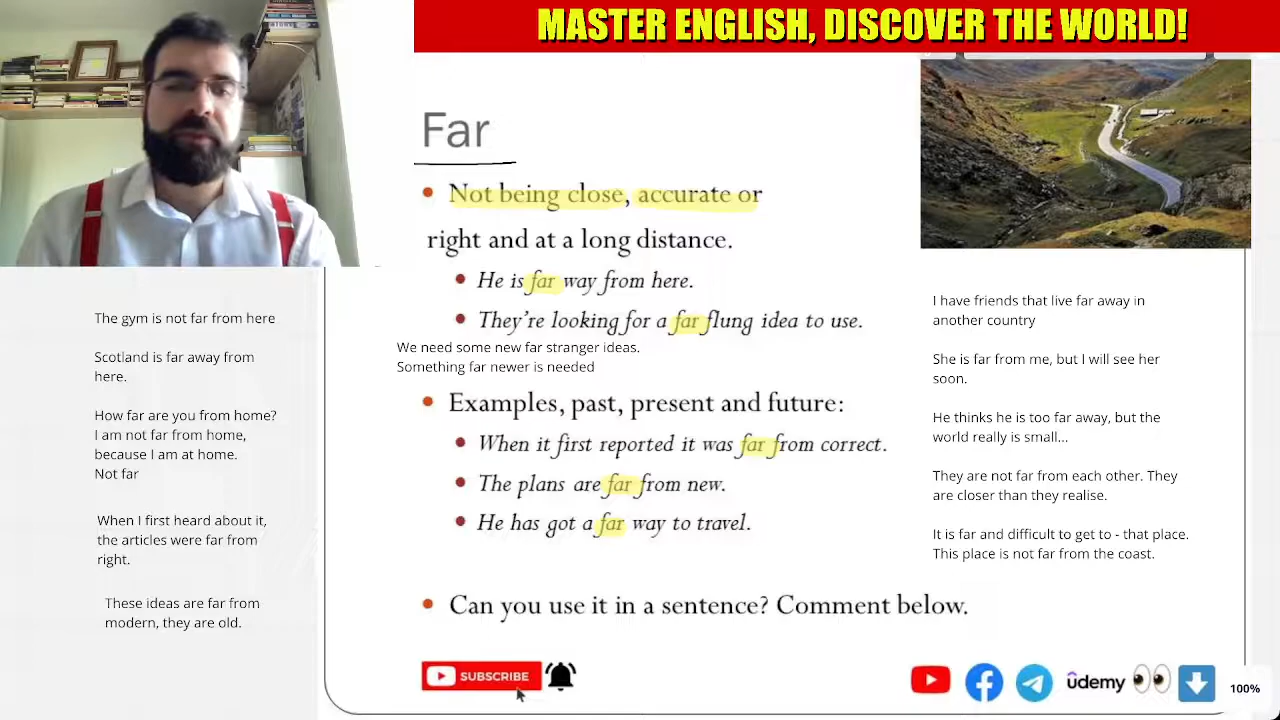 MASTER ENGLISH, DISCOVER THE WORLD!
Far
Not being close, accurate or
right and at a long distance.
He is far way from here.
They're looking for a far flung idea to use.
We need some new far stranger ideas.
Something far newer is needed
Examples, past, present and future:
When it first reported it was far from correct.
The plans are far from new.
He has got a far way to travel.
Can you use it in a sentence? Comment below.
The gym is not far from here
Scotland is far away from
here.
How far are you from home?
I am not far from home,
because I am at home.
Not far
When I first heard about it,
the articles were far from
right.
These ideas are far from
modern, they are old.
I have friends that live far away in
another country
She is far from me, but I will see her
soon.
He thinks he is too far away, but the
world really is small...
They are not far from each other. They
are closer than they realise.
It is far and difficult to get to - that place.
This place is not far from the coast.
SUBSCRIBE
udemy
100%